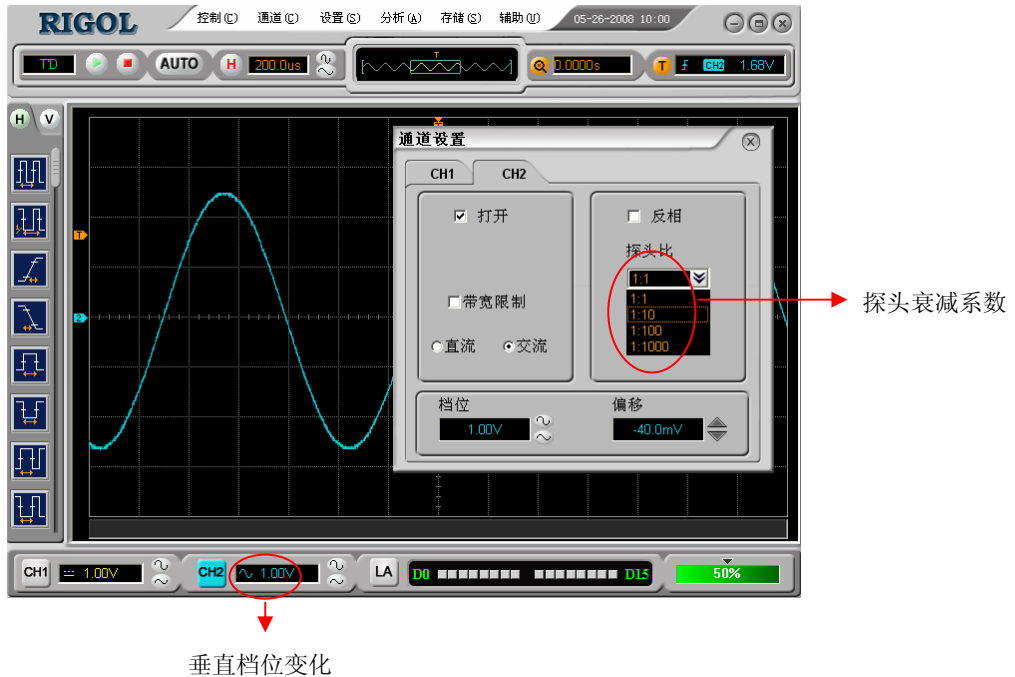 RIGOL 控制(C) 通道(C) 设置(S) 分析(A) 存储(S) 辅助(U) 05-26-2008 10:00
T'D AUTO H 200.0us T 0.0000s T CH2 1.68V
H V
T
2
通道设置
CH1 CH2
打开
反相
探头比
1:1
带宽限制
1:1
1:10
1:100
1:1000
直流 交流
探头衰减系数
档位 偏移
1.00V -40.0mV
CH1 1.00V CH2 1.00V LA D0 D15 50%
垂直档位变化